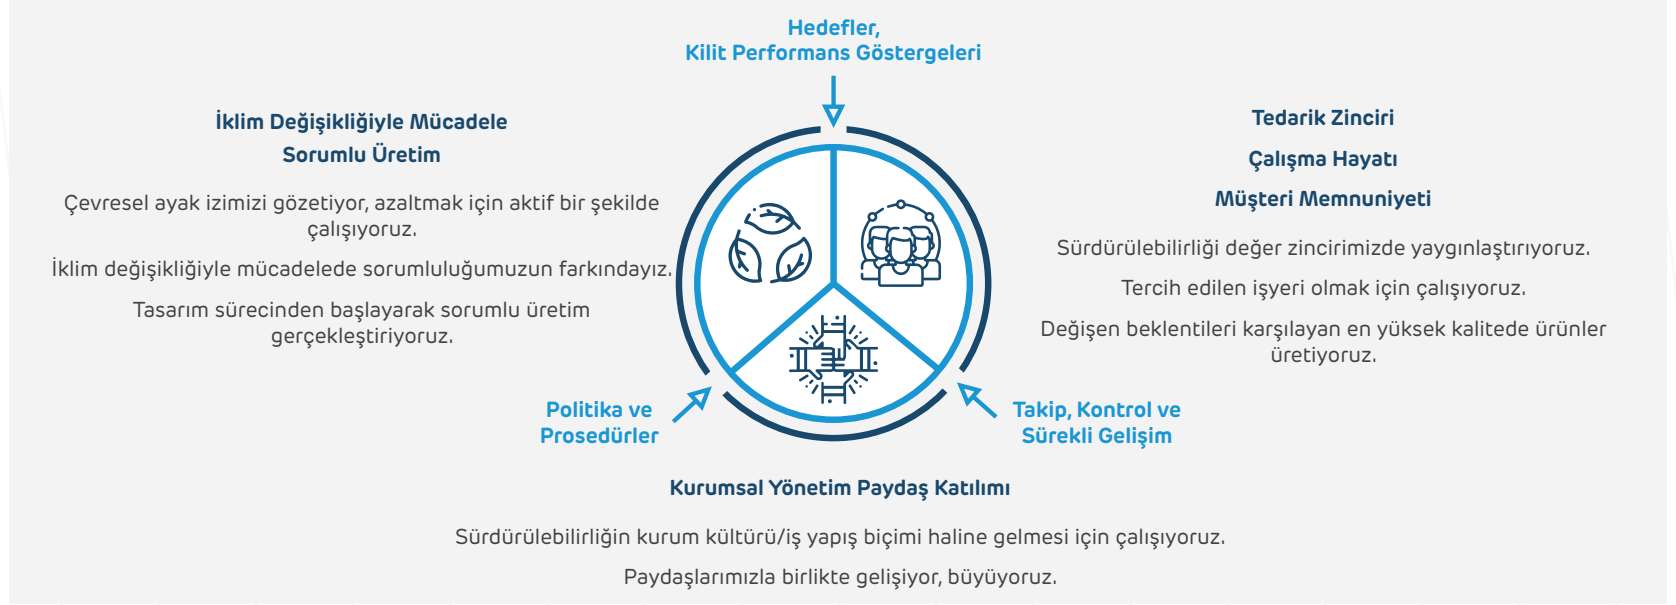 Hedefler,
Kilit Performans Göstergeleri
İklim Değişikliğiyle Mücadele
Sorumlu Üretim
Çevresel ayak izimizi gözetiyor, azaltmak için aktif bir şekilde
çalışıyoruz.
İklim değişikliğiyle mücadelede sorumluluğumuzun farkındayız.
Tasarım sürecinden başlayarak sorumlu üretim
gerçekleştiriyoruz.
Tedarik Zinciri
Çalışma Hayatı
Müşteri Memnuniyeti
Sürdürülebilirliği değer zincirimizde yaygınlaştırıyoruz.
Tercih edilen işyeri olmak için çalışıyoruz.
Değişen beklentileri karşılayan en yüksek kalitede ürünler
üretiyoruz.
Politika ve
Prosedürler
Takip, Kontrol ve
Sürekli Gelişim
Kurumsal Yönetim Paydaş Katılımı
Sürdürülebilirliğin kurum kültürü/iş yapış biçimi haline gelmesi için çalışıyoruz.
Paydaşlarımızla birlikte gelişiyor, büyüyoruz.